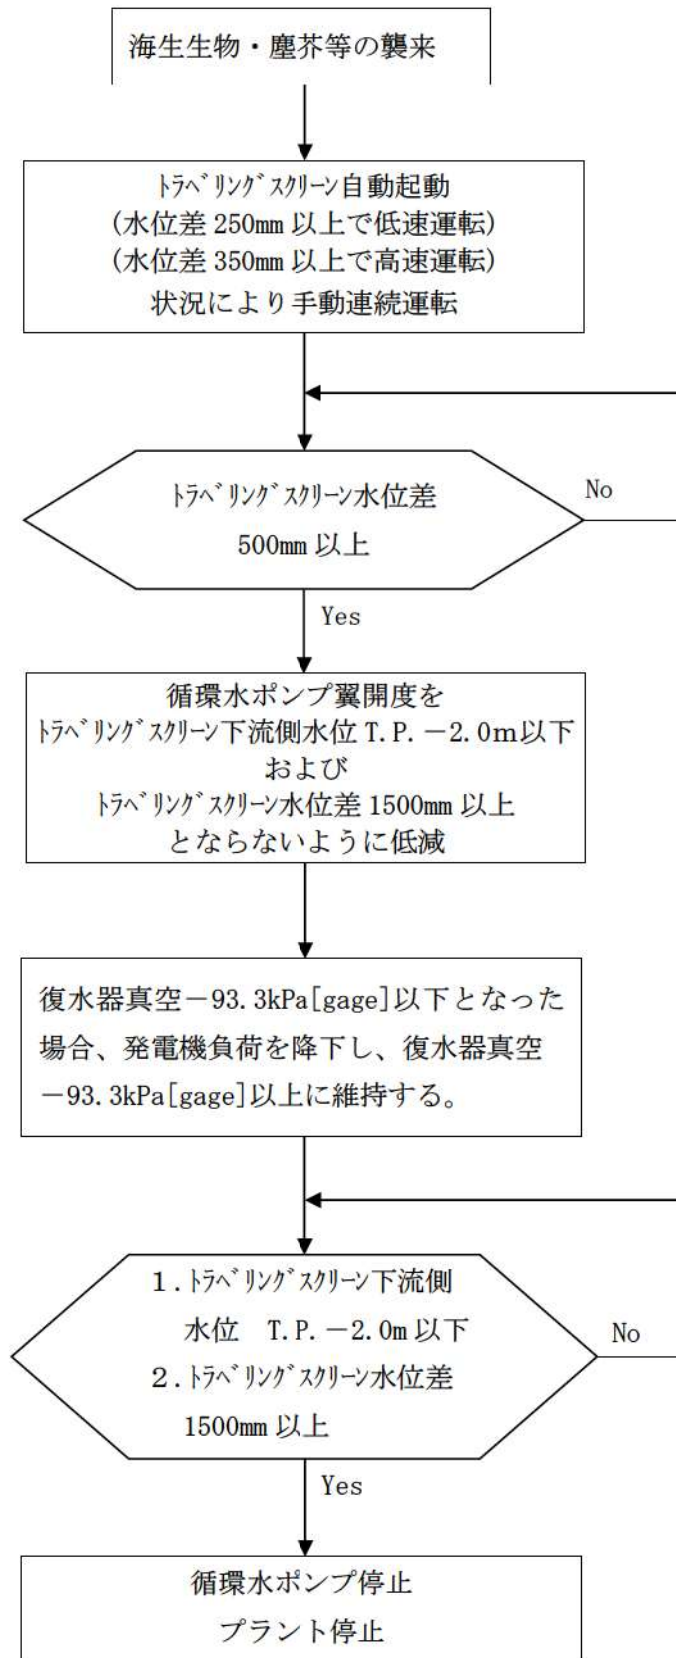 海生生物・塵芥等の襲来
ﾄﾗﾍﾞﾘﾝｸﾞｽｸﾘｰﾝ自動起動
(水位差 250mm 以上で低速運転)
(水位差 350mm 以上で高速運転)
状況により手動連続運転
ﾄﾗﾍﾞﾘﾝｸﾞｽｸﾘｰﾝ水位差
500mm 以上
No
Yes
循環水ポンプ翼開度を
ﾄﾗﾍﾞﾘﾝｸﾞｽｸﾘｰﾝ下流側水位 T.P.－2.0ｍ以下
および
ﾄﾗﾍﾞﾘﾝｸﾞｽｸﾘｰﾝ水位差 1500mm 以上
とならないように低減
復水器真空－93.3kPa[gage]以下となった
場合、発電機負荷を降下し、復水器真空
－93.3kPa[gage]以上に維持する。
１.ﾄﾗﾍﾞﾘﾝｸﾞｽｸﾘｰﾝ下流側
水位　T.P.－2.0m 以下
２.ﾄﾗﾍﾞﾘﾝｸﾞｽｸﾘｰﾝ水位差
1500mm 以上
No
Yes
循環水ポンプ停止
プラント停止